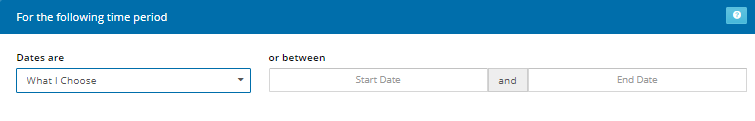 For the following time period
?
Dates are
or between
What I Choose
Start Date and End Date